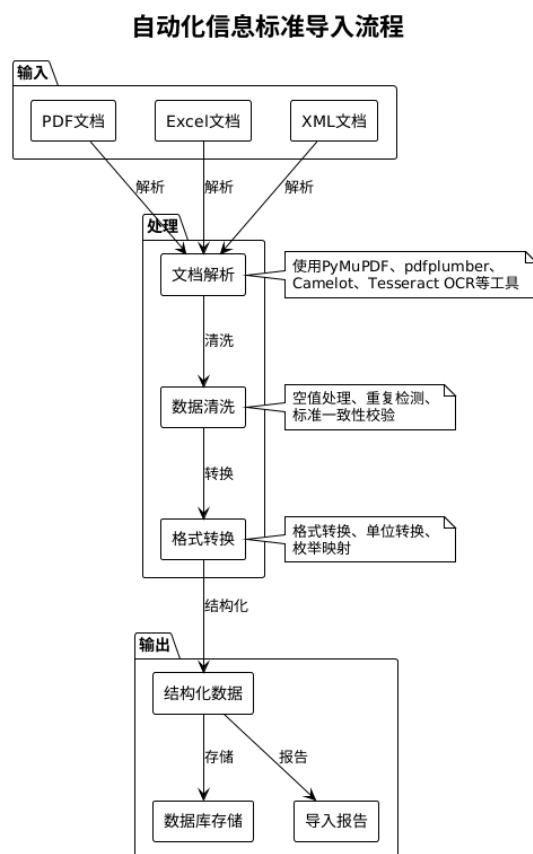 自动化信息标准导入流程
输入
PDF文档
Excel文档
XML文档
解析
解析
解析
处理
文档解析
使用PyMuPDF、pdfplumber、
Camelot、Tesseract OCR等工具
清洗
数据清洗
空值处理、重复检测、
标准一致性校验
转换
格式转换
格式转换、单位转换、
枚举映射
结构化
输出
结构化数据
存储
报告
数据库存储
导入报告